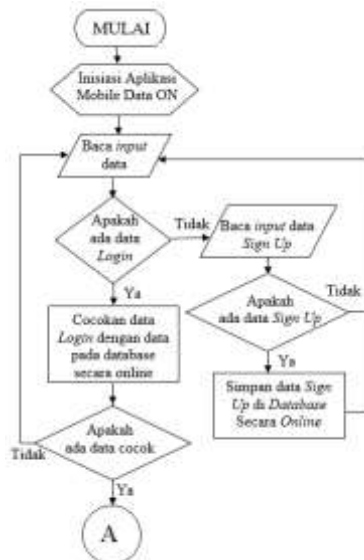 MULAI
Inisiasi Aplikase
Mobile Data ON
Baca input
data
Apakah
ada data
Login
Tidak
Baca input data
Sign Up
Ya
Apakah
ada data Sign Up
Tidak
Cocokan data
Login dengan data
pada database
secara online
Ya
Simpan data Sign
Up di Database
Secara Online
Apakah
ada data cocok
Tidak
Ya
A